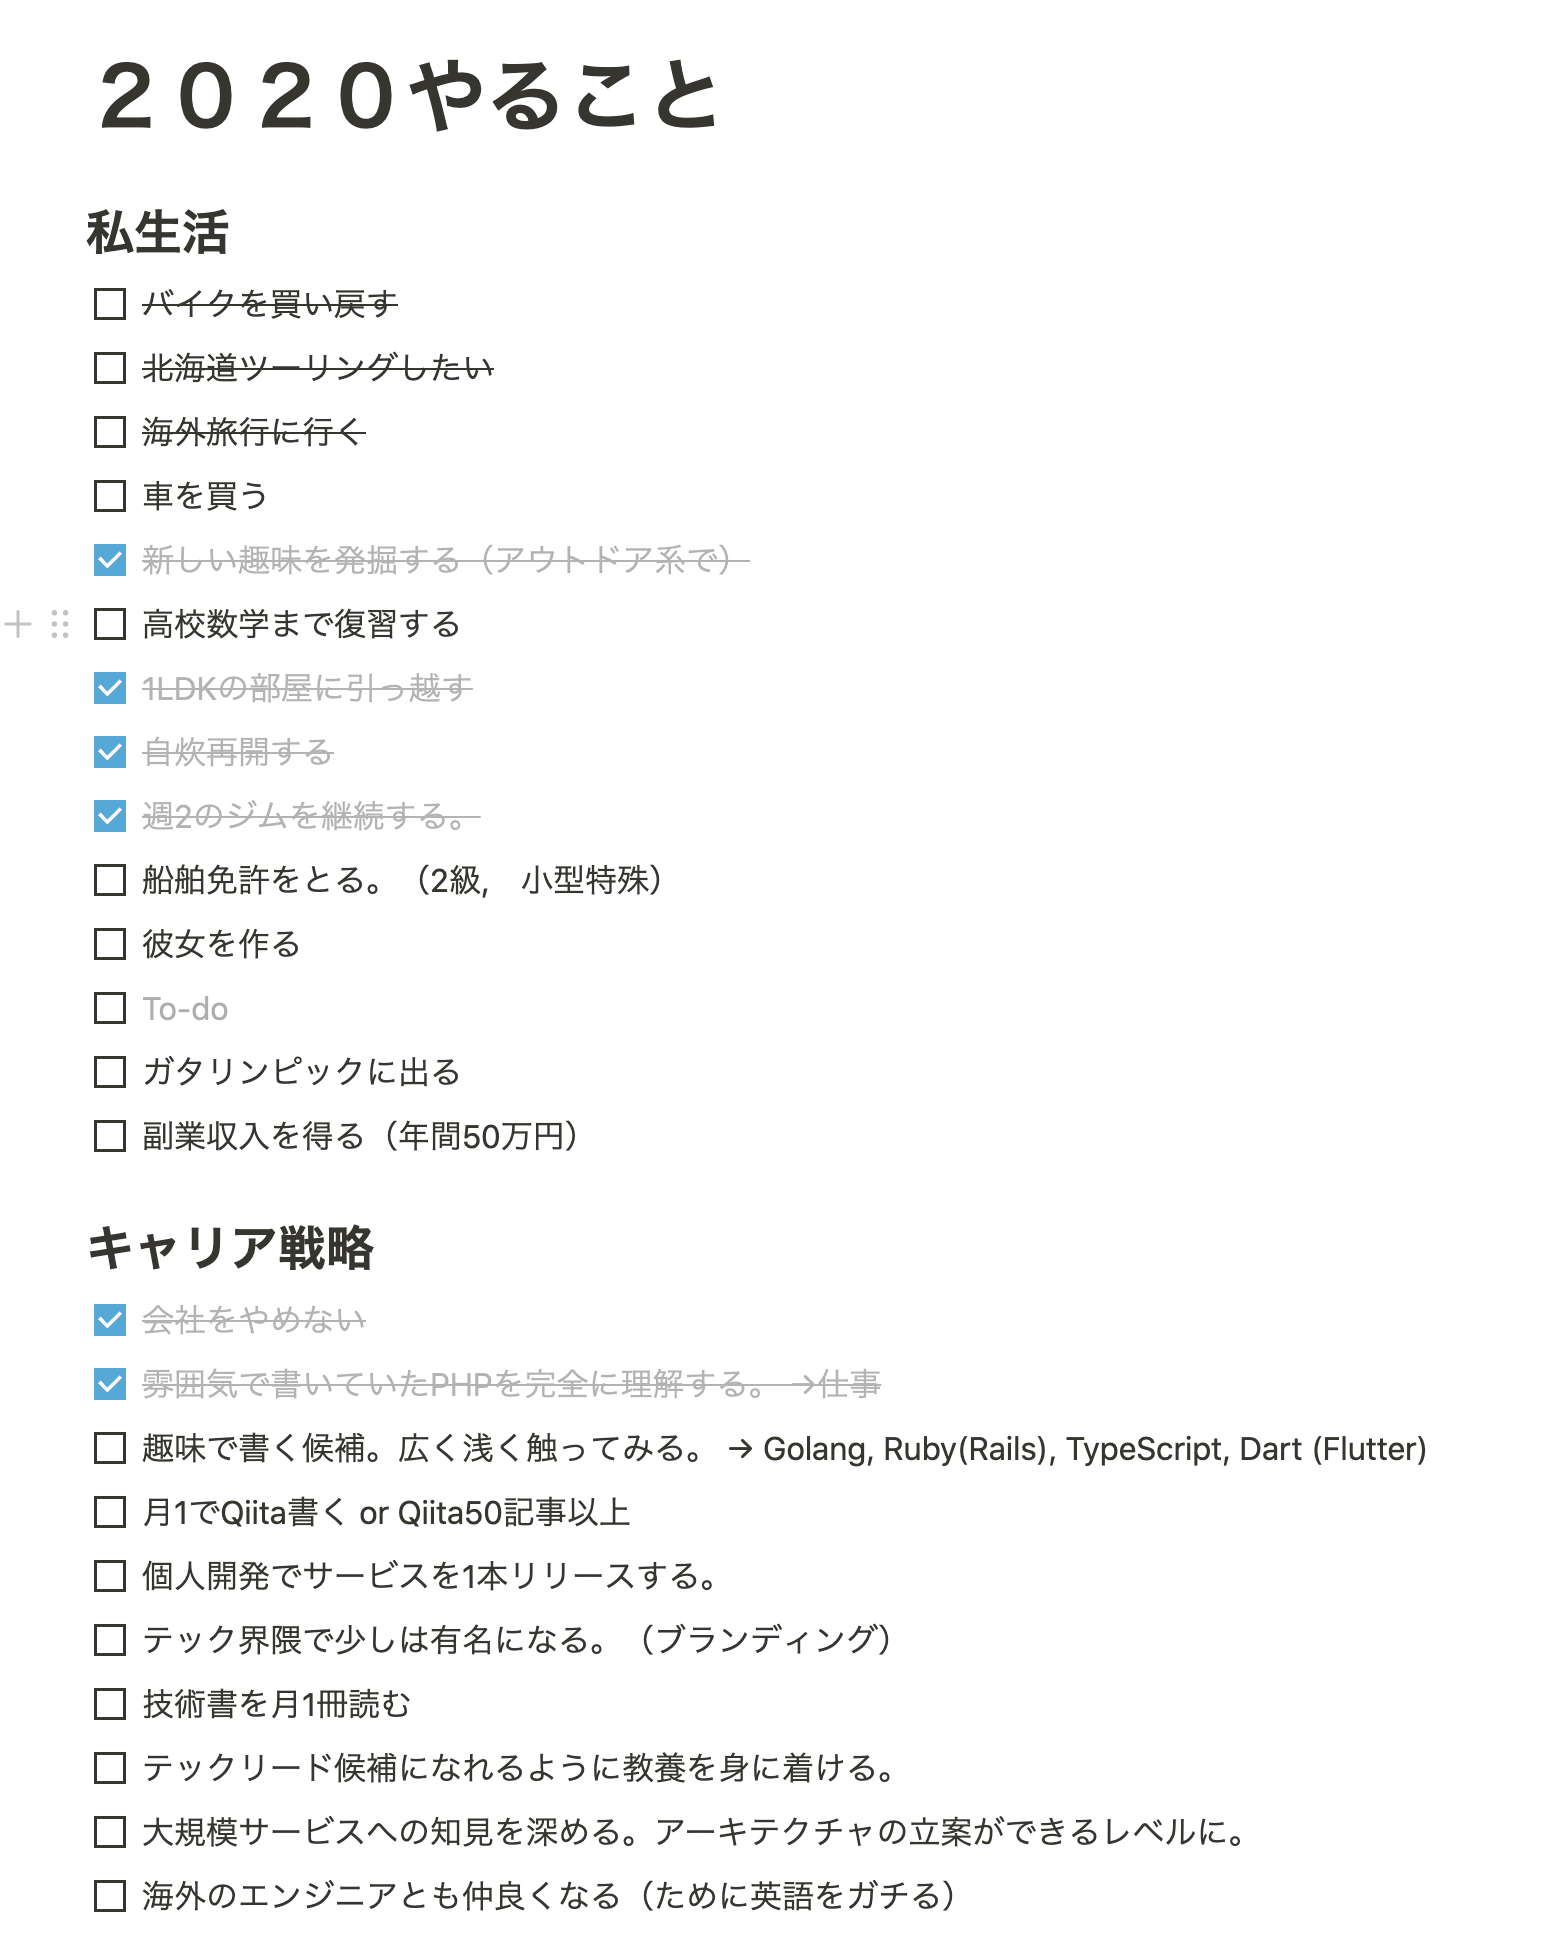 ２０２０やること
私生活
バイクを買い戻す
北海道ツーリングしたい
海外旅行に行く
車を買う
新しい趣味を発掘する（アウトドア系で）
高校数学まで復習する
1LDKの部屋に引っ越す
自炊再開する
週2のジムを継続する。
船舶免許をとる。（2級,　小型特殊）
彼女を作る
To-do
ガタリンピックに出る
副業収入を得る（年間50万円）
キャリア戦略
会社をやめない
雰囲気で書いていたPHPを完全に理解する。 →仕事
趣味で書く候補。広く浅く触ってみる。 → Golang, Ruby(Rails), TypeScript, Dart (Flutter)
月1でQiita書く or Qiita50記事以上
個人開発でサービスを1本リリースする。
テック界隈で少しは有名になる。（ブランディング）
技術書を月1冊読む
テックリード候補になれるように教養を身に着ける。
大規模サービスへの知見を深める。アーキテクチャの立案ができるレベルに。
海外のエンジニアとも仲良くなる（ために英語をガチる）